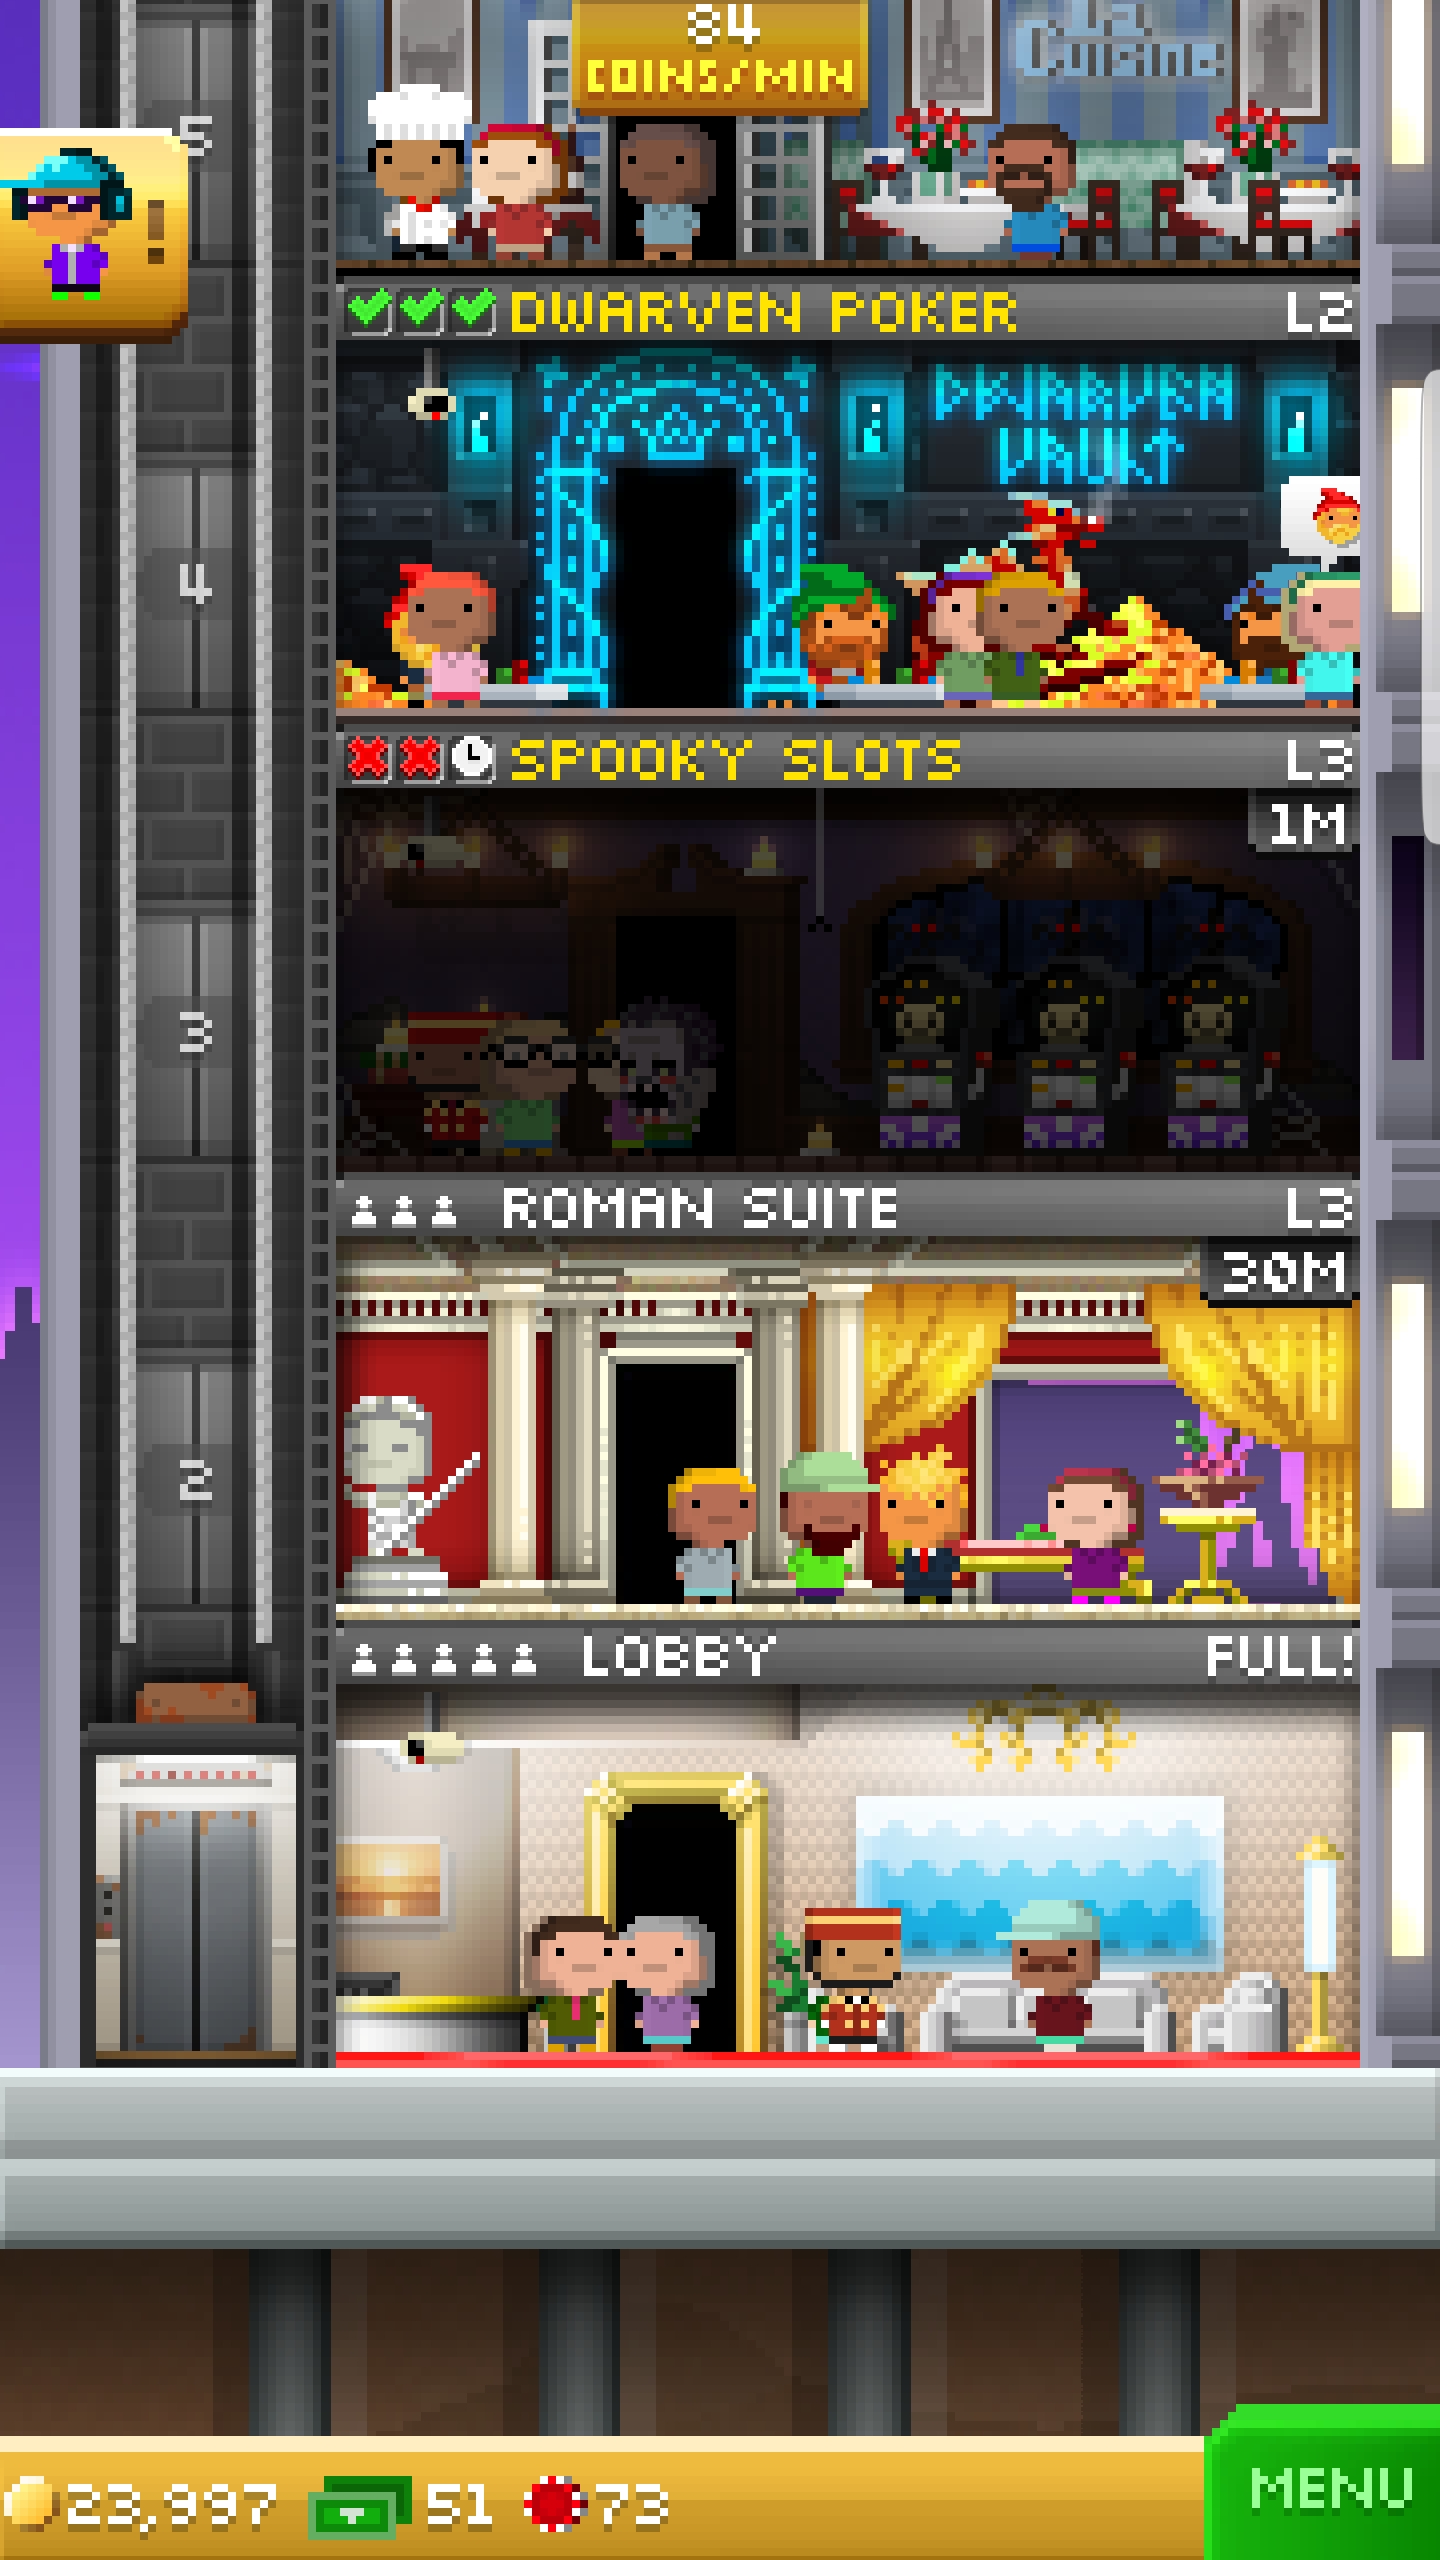 La
Cuisine
84
COINS/MIN
5
!
DWARVEN POKER L2
DWARVEN
VAULT
4
SPOOKY SLOTS L3
1M
3
ROMAN SUITE L3
30M
2
LOBBY FULL!
23,997 51 73
MENU